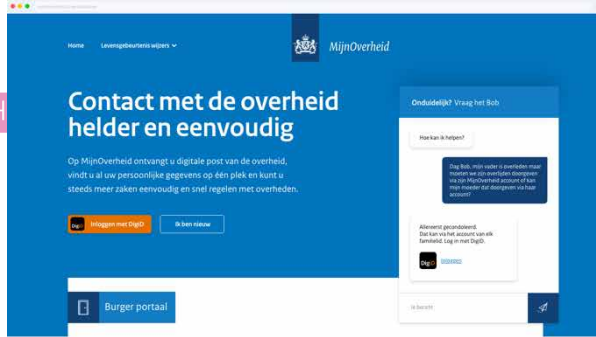 H
Home
Levensgebeurtenis wijzers
MijnOverheid
Contact met de overheid
helder en eenvoudig
Op MijnOverheid ontvangt u digitale post van de overheid,
vindt u al uw persoonlijke gegevens op één plek en kunt u
steeds meer zaken eenvoudig en snel regelen met overheden.
DigiD
Inloggen met DigiD
Ik ben nieuw
Burger portaal
Onduidelijk? Vraag het Bob
Hoe kan ik helpen?
Dag Bob, mijn vader is overleden maar
moeten we zijn overlijden doorgeven
via zijn MijnOverheid account of kan
mijn moeder dat doorgeven via haar
account?
Allereerst gecondoleerd,
Dat kan via het account van elk
familielid. Log in met DigiD.
DigiD
Inloggen